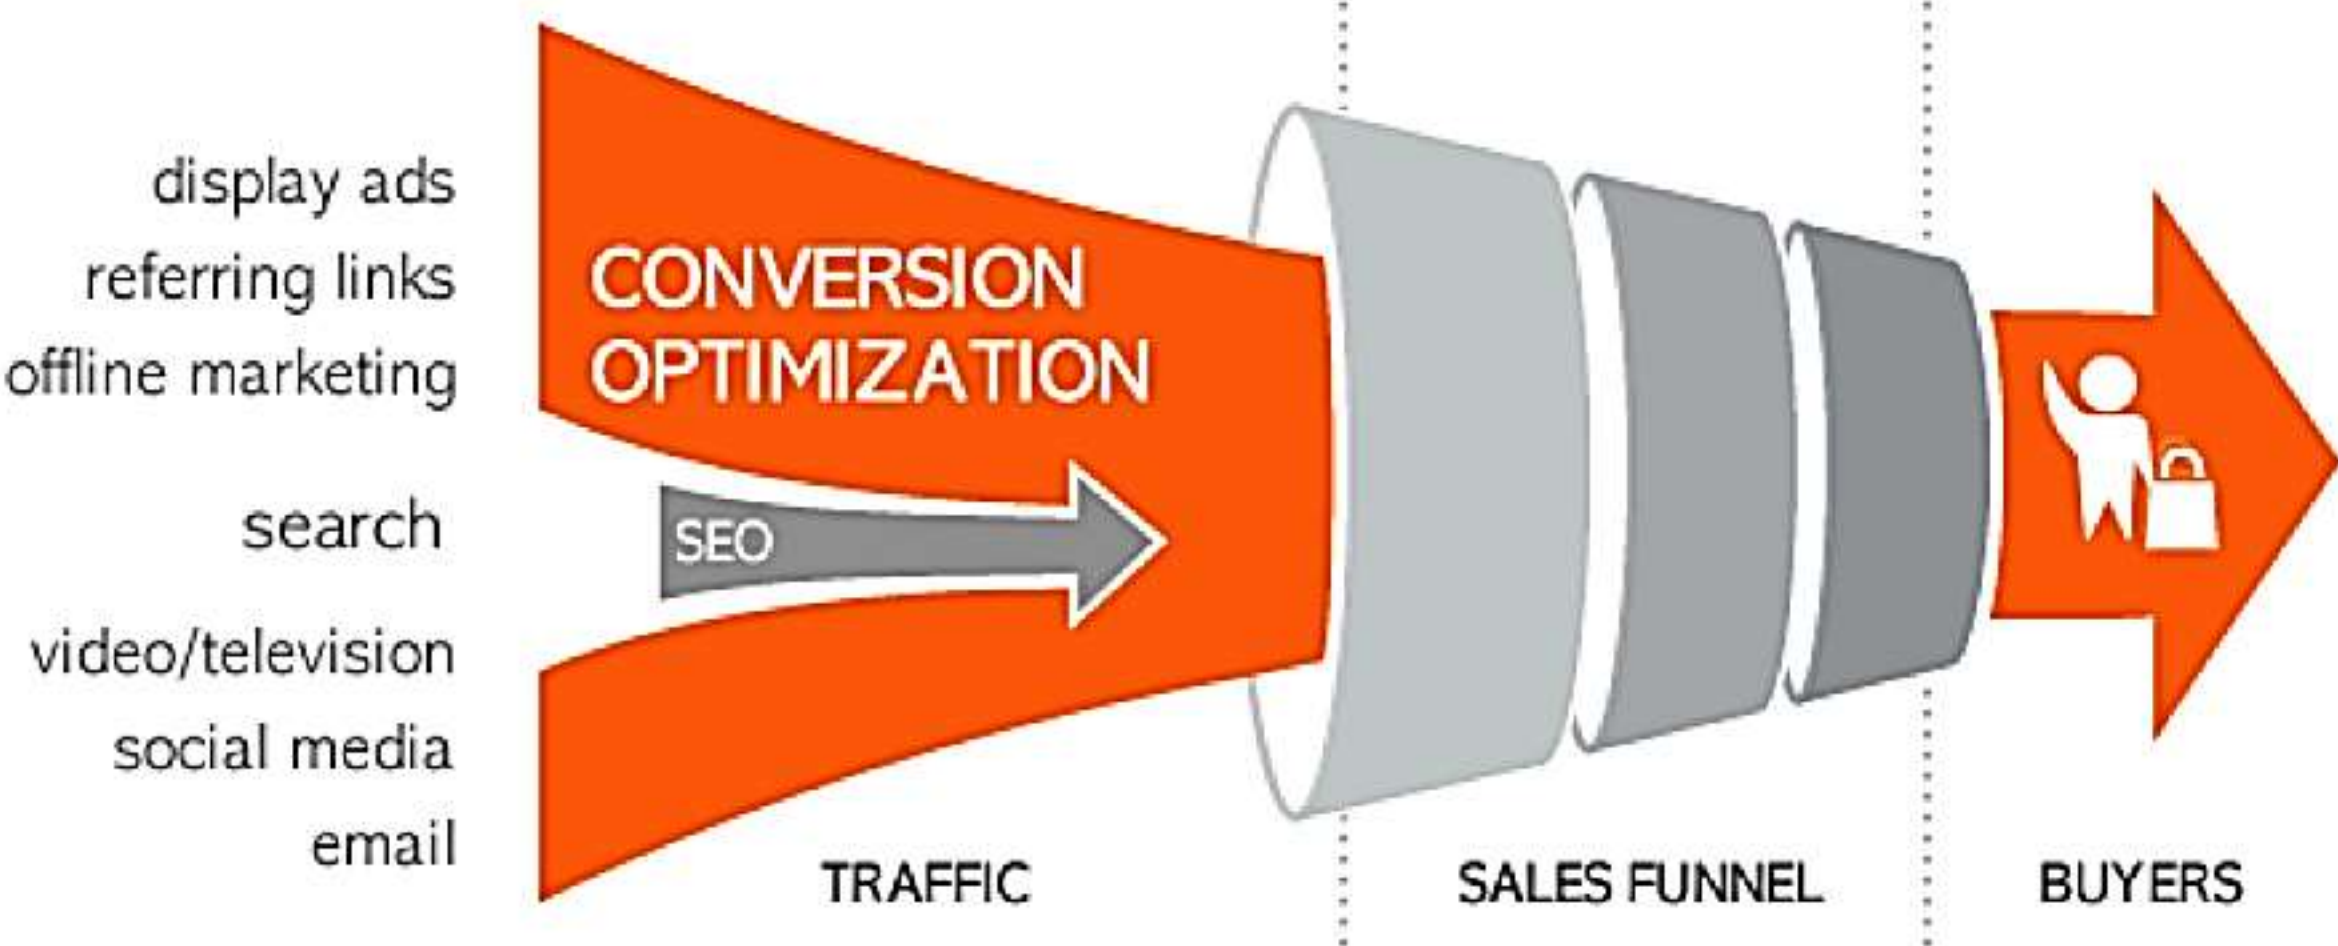 display ads
referring links
offline marketing
search
video/television
social media
email
CONVERSION
OPTIMIZATION
SEO
TRAFFIC
SALES FUNNEL
BUYERS